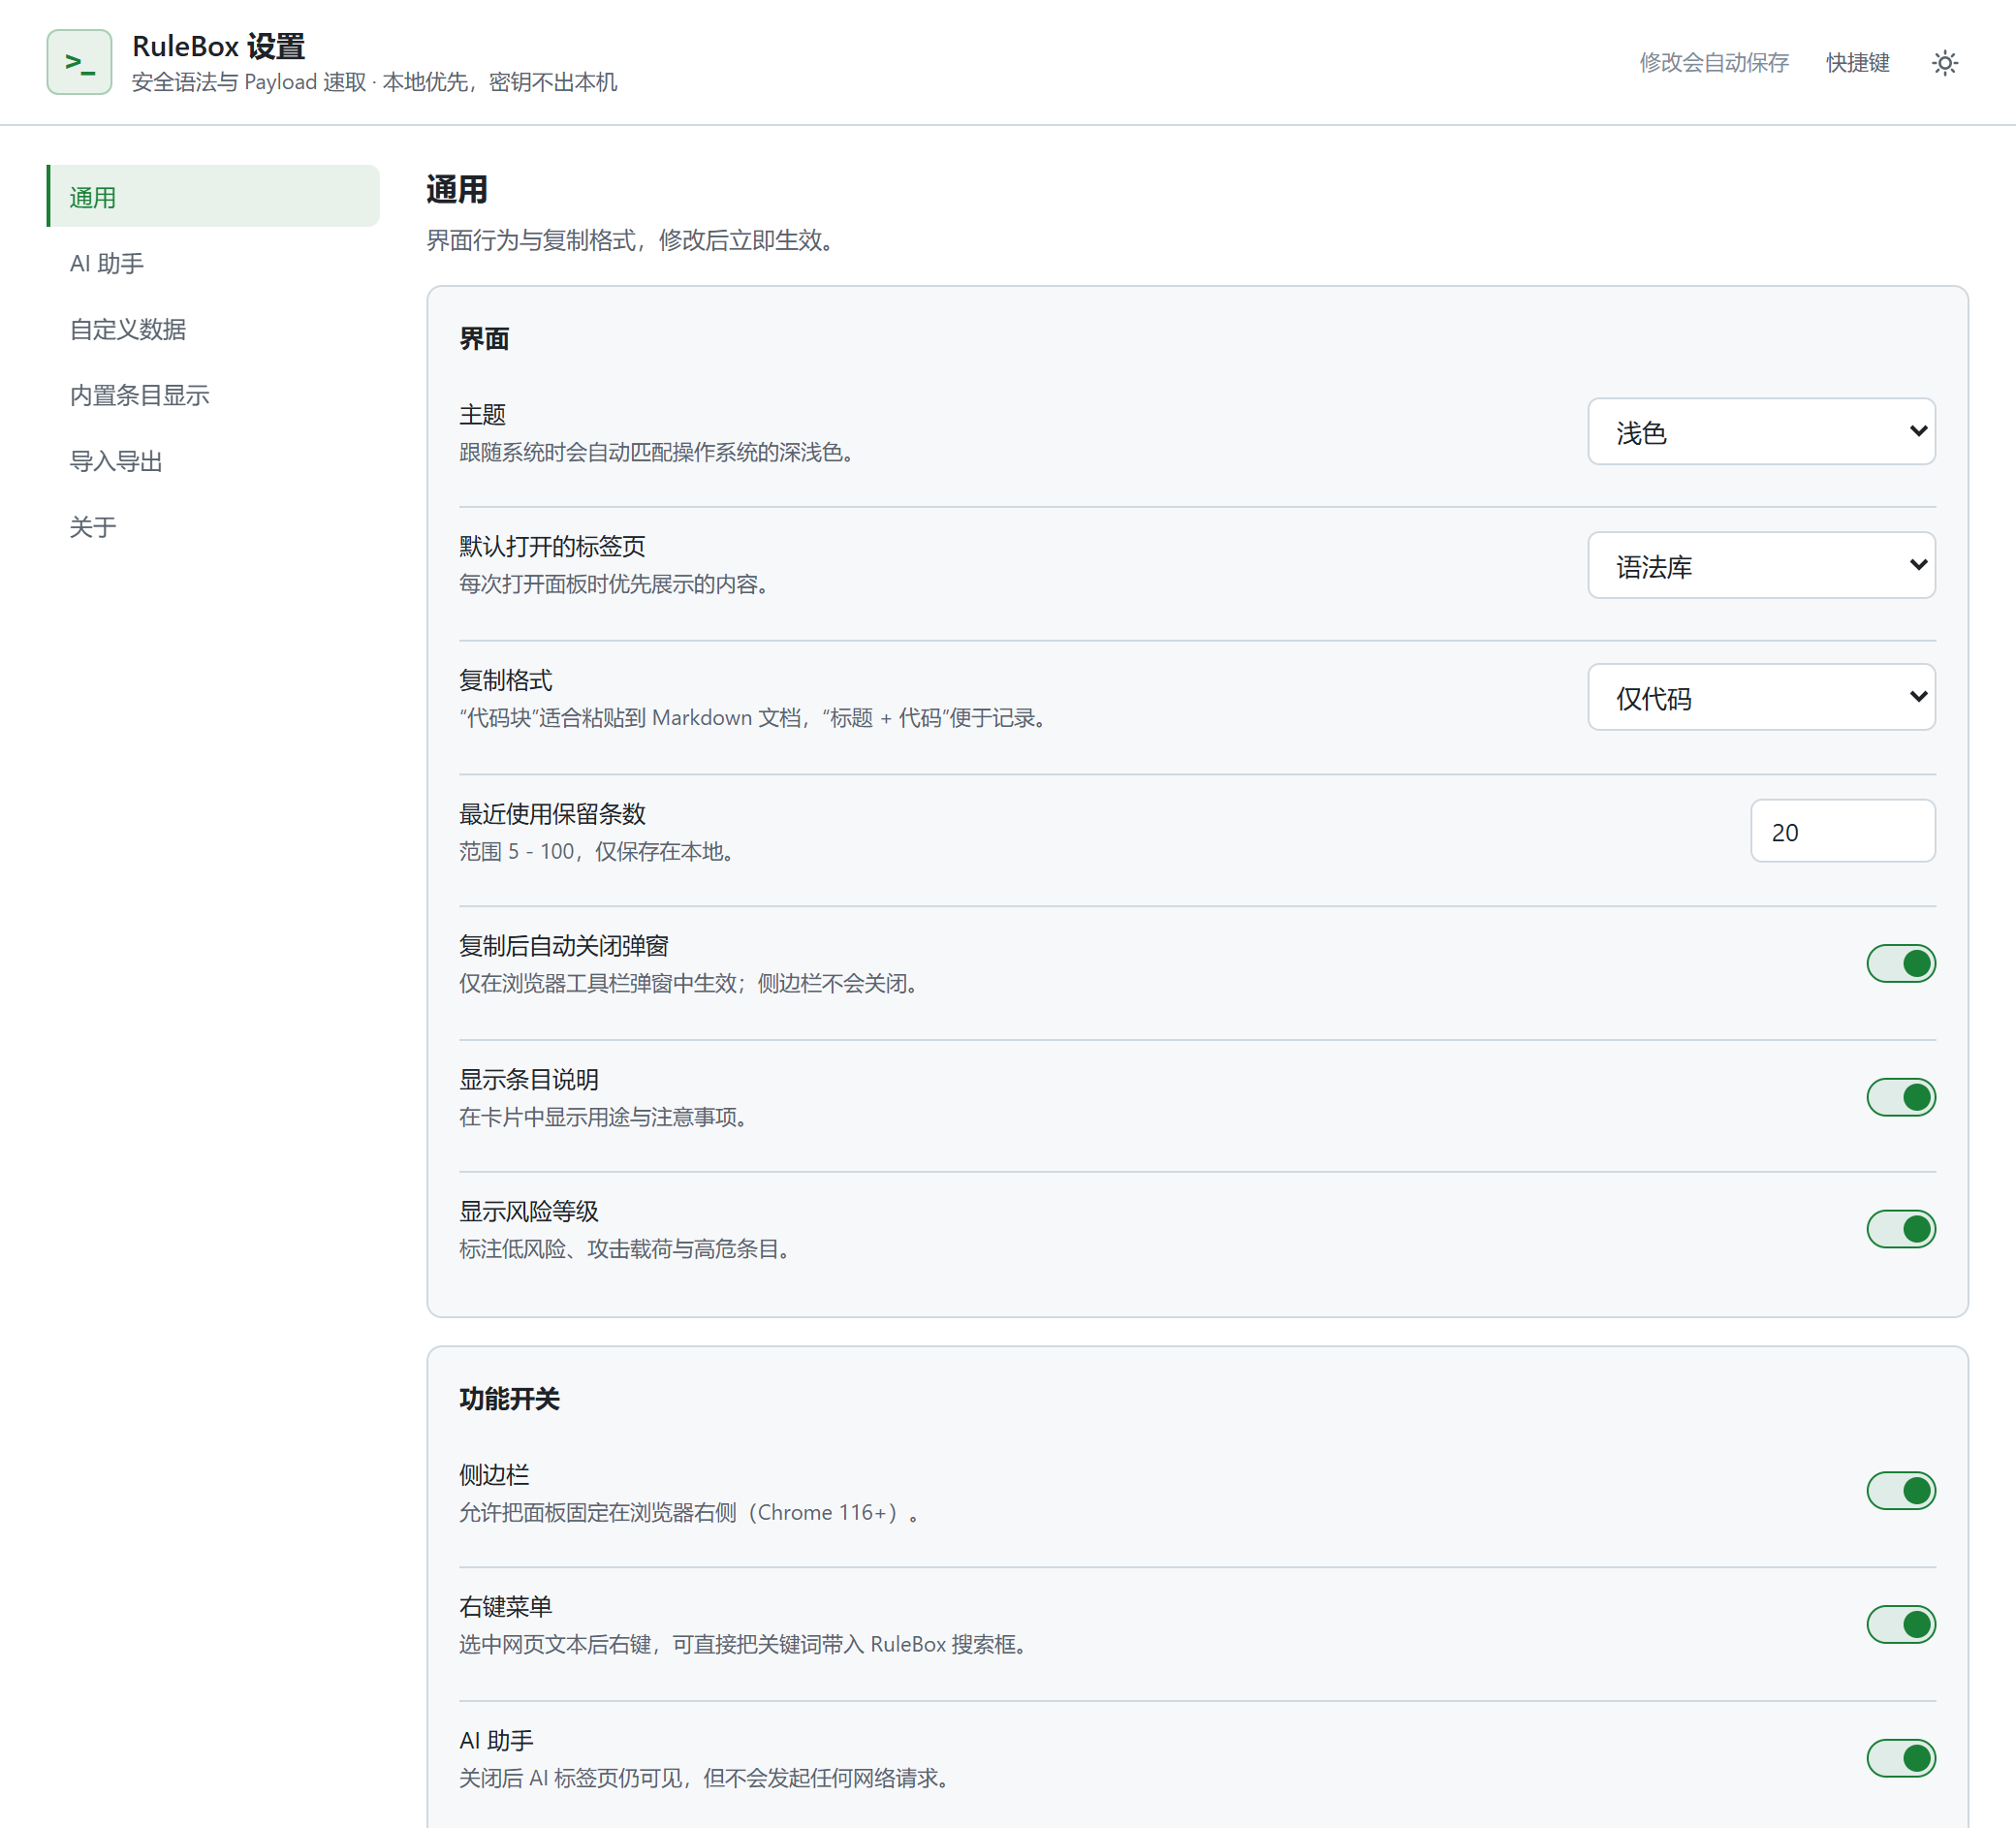 >_
RuleBox 设置
安全语法与 Payload 速取 · 本地优先，密钥不出本机
修改会自动保存
快捷键
通用
AI 助手
自定义数据
内置条目显示
导入导出
关于
通用
界面行为与复制格式，修改后立即生效。
界面
主题
跟随系统时会自动匹配操作系统的深浅色。
浅色
默认打开的标签页
每次打开面板时优先展示的内容。
语法库
复制格式
“代码块”适合粘贴到 Markdown 文档，“标题 + 代码”便于记录。
仅代码
最近使用保留条数
范围 5 - 100，仅保存在本地。
20
复制后自动关闭弹窗
仅在浏览器工具栏弹窗中生效；侧边栏不会关闭。
显示条目说明
在卡片中显示用途与注意事项。
显示风险等级
标注低风险、攻击载荷与高危条目。
功能开关
侧边栏
允许把面板固定在浏览器右侧（Chrome 116+）。
右键菜单
选中网页文本后右键，可直接把关键词带入 RuleBox 搜索框。
AI 助手
关闭后 AI 标签页仍可见，但不会发起任何网络请求。